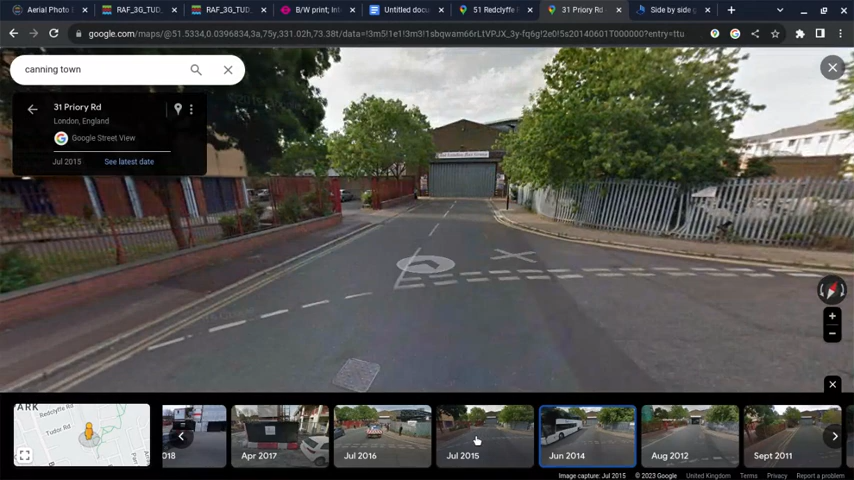 Aerial Photo S
RAF_3G_TUD_
RAF_3G_TUD_
B/W print; Int
Untitled docu
51 Redclyffe
31 Priory Rd
Side by side g
google.com/maps/@51.5334,0.0396834,3a,75y,331.02h,73.38t/data=!3m5!1e1!3m3!1sbqwam66rLtVPJX_3y-fq6g!2e0!5s20140601T000000?entry=ttu
canning town
31 Priory Rd
London, England
Google Street View
Jul 2015
See latest date
PARK
Redclyffe Rd
Tudor Rd
018
Apr 2017
Jul 2016
Jul 2015
Jun 2014
Aug 2012
Sept 2011
Image capture: Jul 2015 © 2023 Google United Kingdom Terms Privacy Report a problem